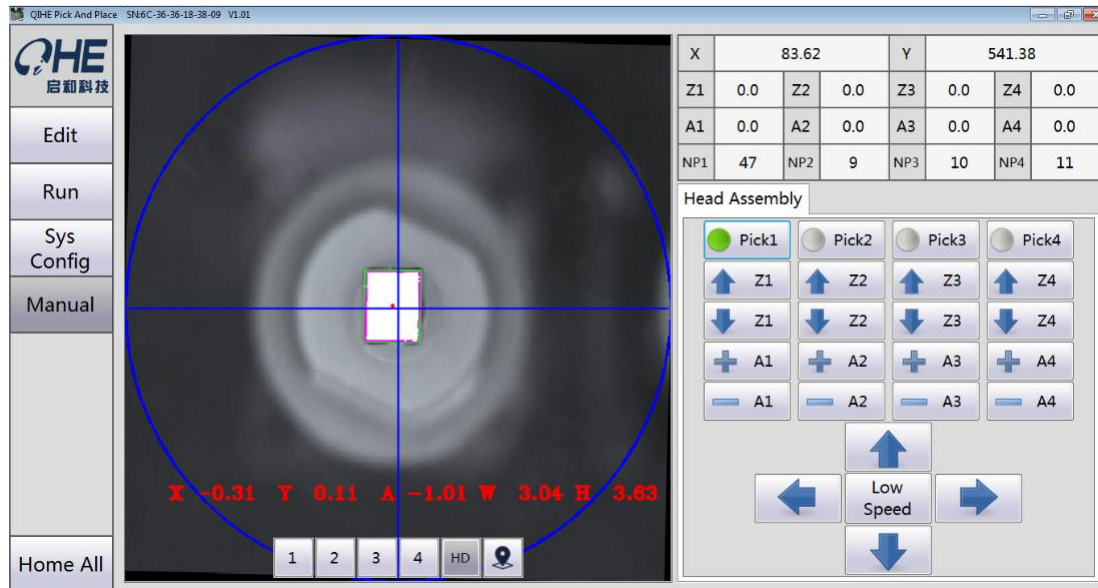 QIHE Pick And Place SN:6C-36-36-18-38-09 V1.01
QiHE
启和科技
Edit
Run
Sys
Config
Manual
Home All
X -0.31 Y 0.11 A -1.01 W 3.04 H 3.63
1 2 3 4 HD
X 83.62 Y 541.38
Z1 0.0 Z2 0.0 Z3 0.0 Z4 0.0
A1 0.0 A2 0.0 A3 0.0 A4 0.0
NP1 47 NP2 9 NP3 10 NP4 11
Head Assembly
Pick1 Pick2 Pick3 Pick4
Z1 Z2 Z3 Z4
Z1 Z2 Z3 Z4
A1 A2 A3 A4
A1 A2 A3 A4
Low
Speed